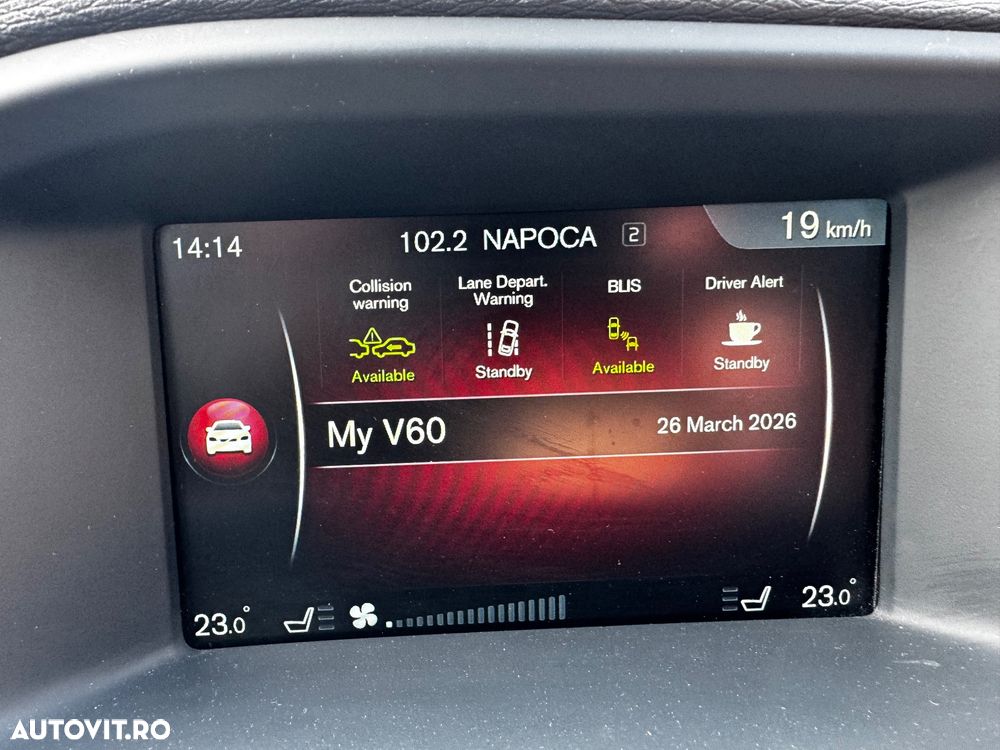 14:14
102.2 NAPOCA 2
19 km/h
Collision
warning
Available
Lane Depart.
Warning
Standby
BLIS
Available
Driver Alert
Standby
My V60
26 March 2026
23.0°
23.0°
AUTOVIT.RO